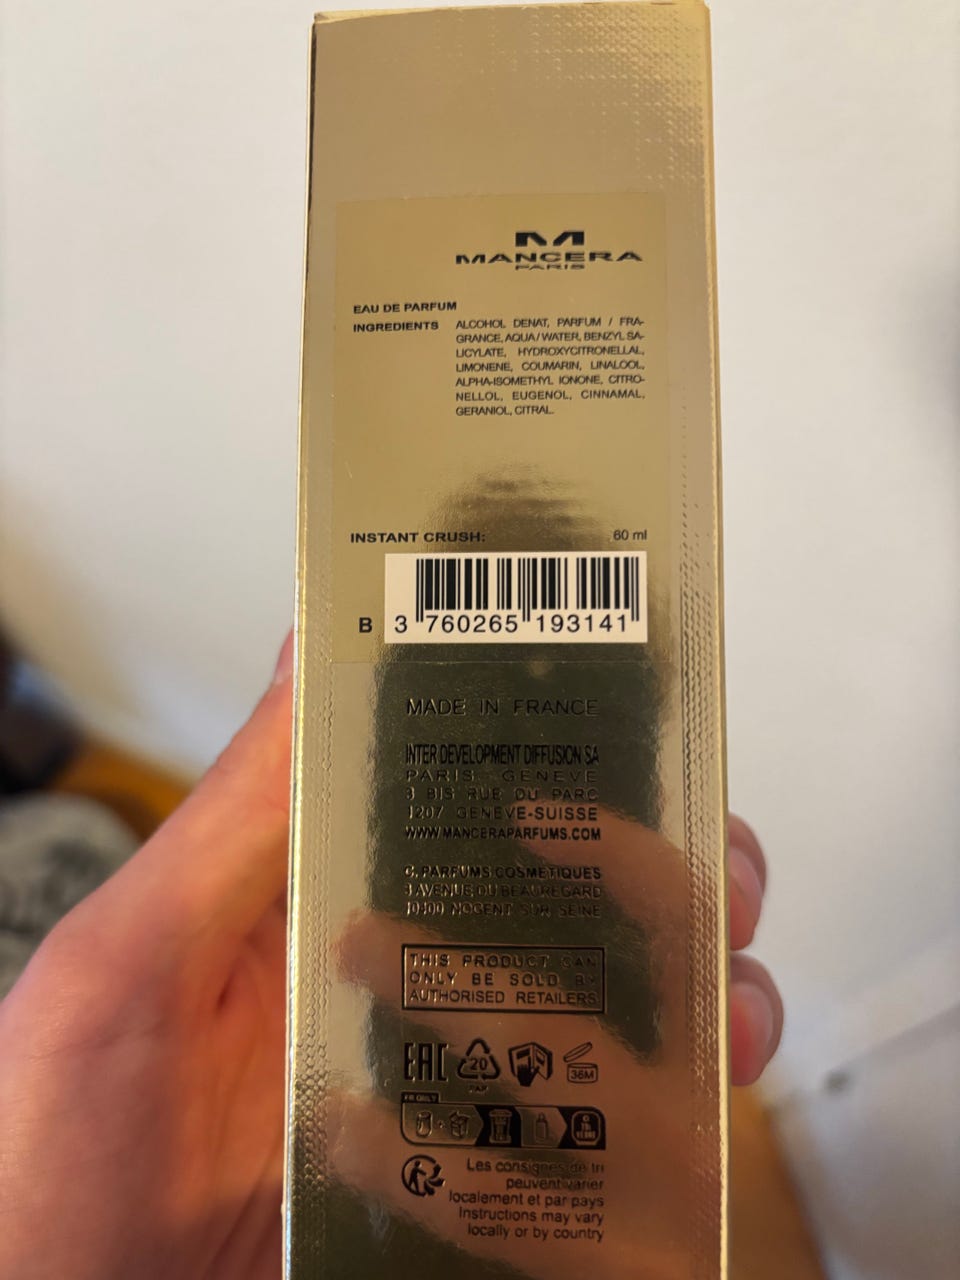 M
MANCERA
PARIS
EAU DE PARFUM
INGREDIENTS
ALCOHOL DENAT, PARFUM / FRA-
GRANCE, AQUA / WATER, BENZYL SA-
LICYLATE, HYDROXYCITRONELLAL,
LIMONENE, COUMARIN, LINALOOL,
ALPHA-ISOMETHYL IONONE, CITRO-
NELLOL, EUGENOL, CINNAMAL,
GERANIOL, CITRAL.
INSTANT CRUSH: 60 ml
B 3 760265 193141
MADE IN FRANCE
INTER DEVELOPMENT DIFFUSION SA
PARIS GENEVE
8 BIS RUE DU PARC
1207 GENEVE-SUISSE
WWW.MANCERAPARFUMS.COM
C. PARFUMS COSMETIQUES
3 AVENUE DU BEAUREGARD
10400 NOGENT SUR SEINE
THIS PRODUCT CAN
ONLY BE SOLD BY
AUTHORISED RETAILERS
EAC 20 36M
PAP
FR ONLY
Les consignes de tri
peuvent varier
localement et par pays
Instructions may vary
locally or by country